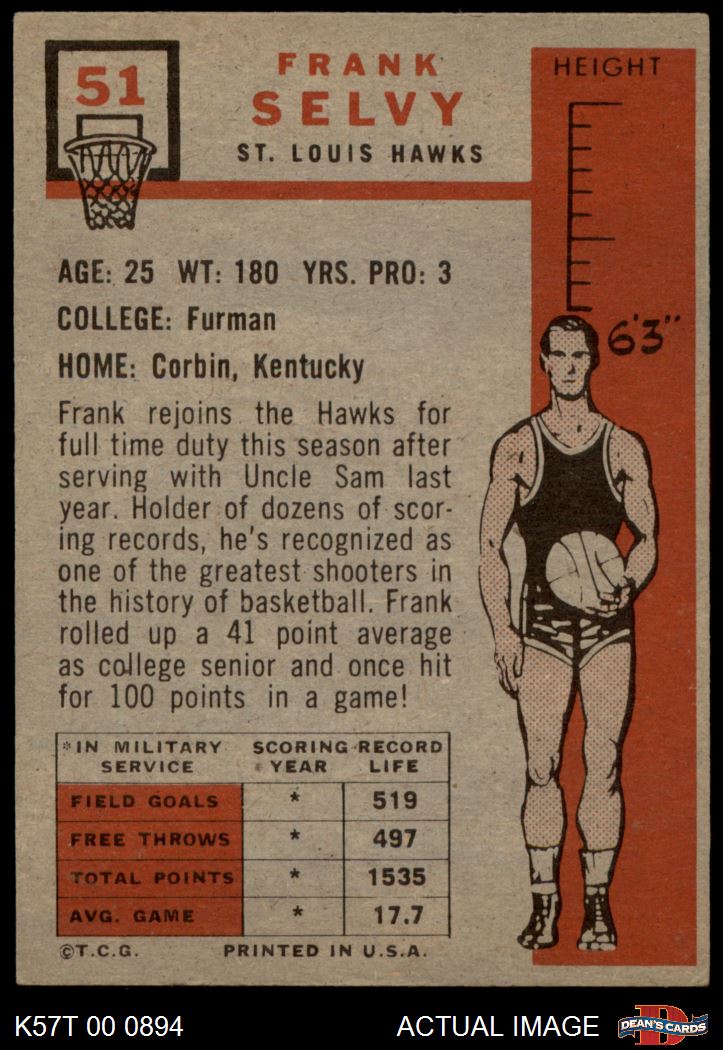 51
FRANK
SELVY
ST. LOUIS HAWKS
HEIGHT
6'3"
AGE: 25 WT: 180 YRS. PRO: 3
COLLEGE: Furman
HOME: Corbin, Kentucky
Frank rejoins the Hawks for
full time duty this season after
serving with Uncle Sam last
year. Holder of dozens of scor-
ing records, he's recognized as
one of the greatest shooters in
the history of basketball. Frank
rolled up a 41 point average
as college senior and once hit
for 100 points in a game!
*IN MILITARY SCORING RECORD
SERVICE * YEAR LIFE
FIELD GOALS * 519
FREE THROWS * 497
TOTAL POINTS * 1535
AVG. GAME * 17.7
©T.C.G. PRINTED IN U.S.A.
K57T 00 0894 ACTUAL IMAGE D DEAN'S CARDS